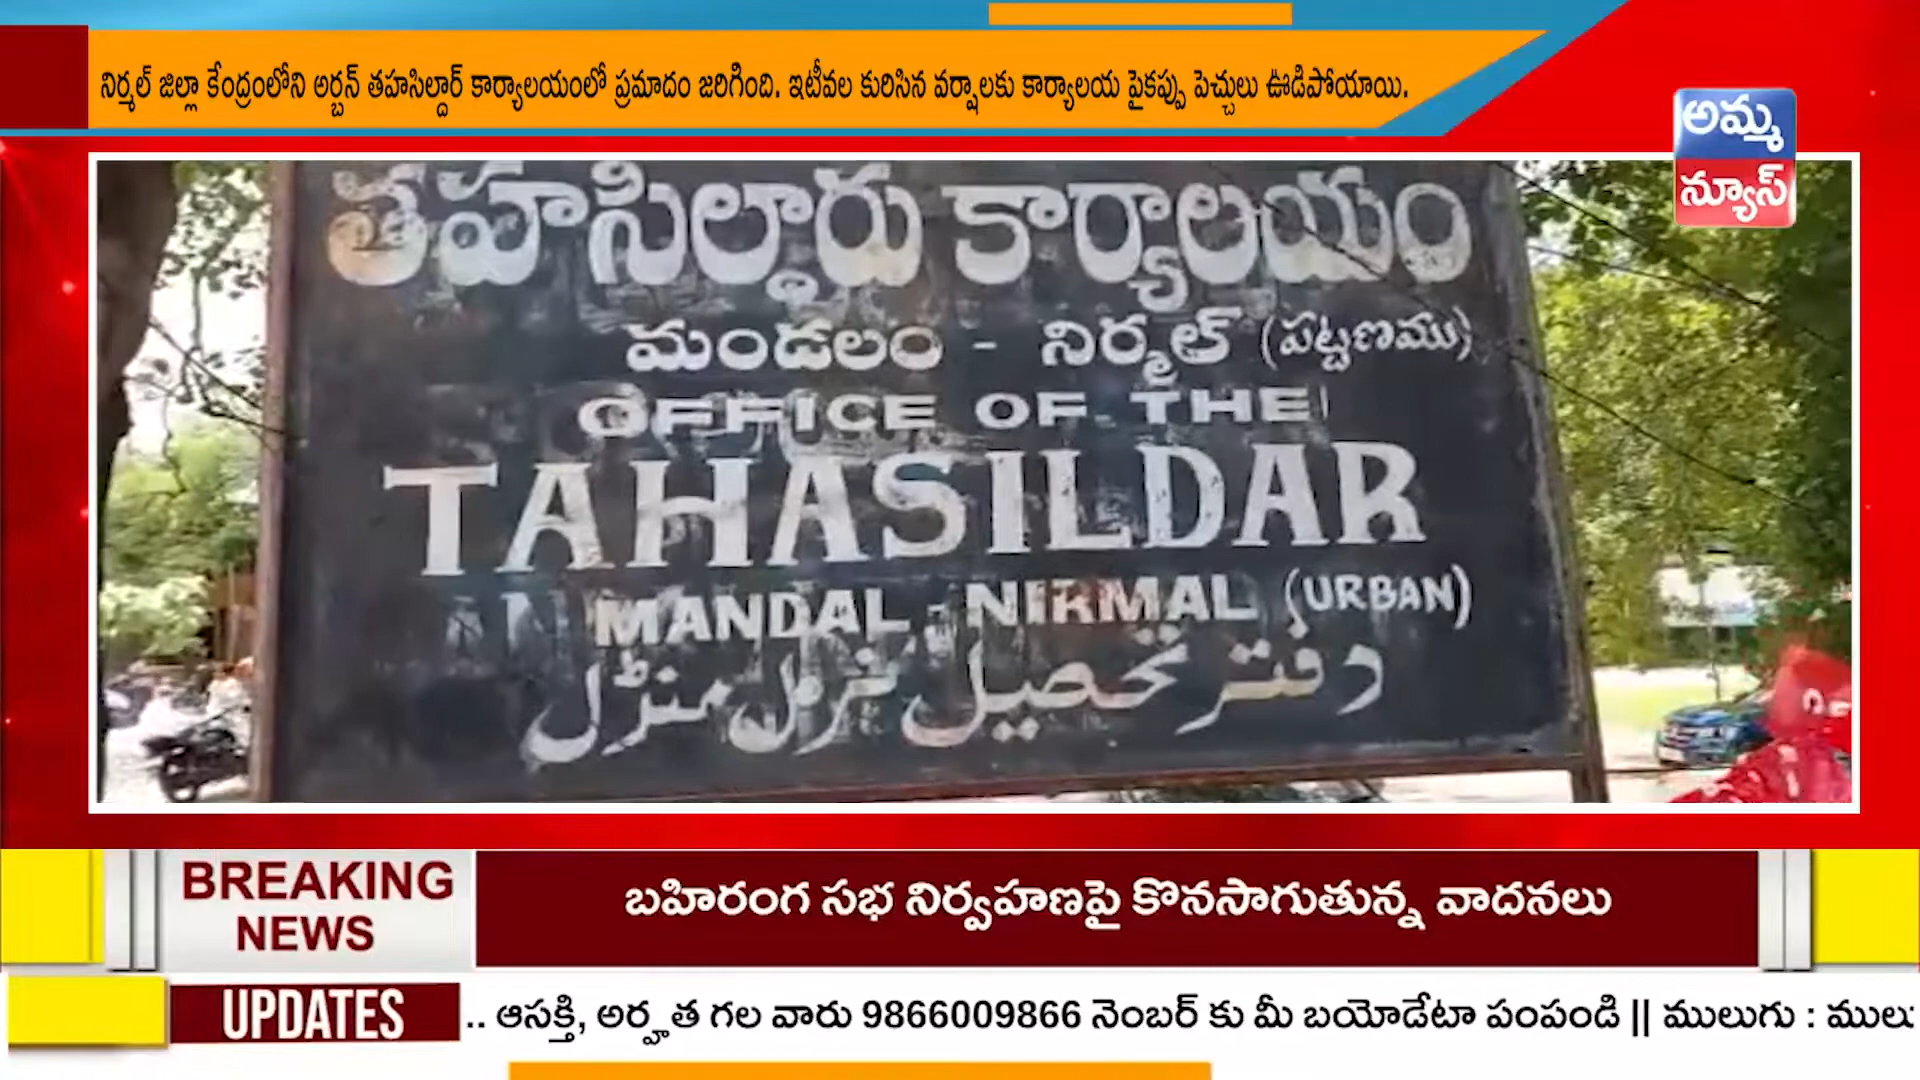 నిర్మల్ జిల్లా కేంద్రంలోని అర్బన్ తహసిల్దార్ కార్యాలయంలో ప్రమాదం జరిగింది. ఇటీవల కురిసిన వర్షాలకు కార్యాలయ పైకప్పు పెచ్చులు ఊడిపోయాయి.
అమ్మ
న్యూస్
తహసిల్దారు కార్యాలయం
మండలం - నిర్మల్ (పట్టణము)
OFFICE OF THE
TAHASILDAR
MANDAL - NIRMAL (URBAN)
دفتر تحصیل نرمل منڈل
BREAKING
NEWS
బహిరంగ సభ నిర్వహణపై కొనసాగుతున్న వాదనలు
UPDATES
.. ఆసక్తి, అర్హత గల వారు 9866009866 నెంబర్ కు మీ బయోడేటా పంపండి || ములుగు :